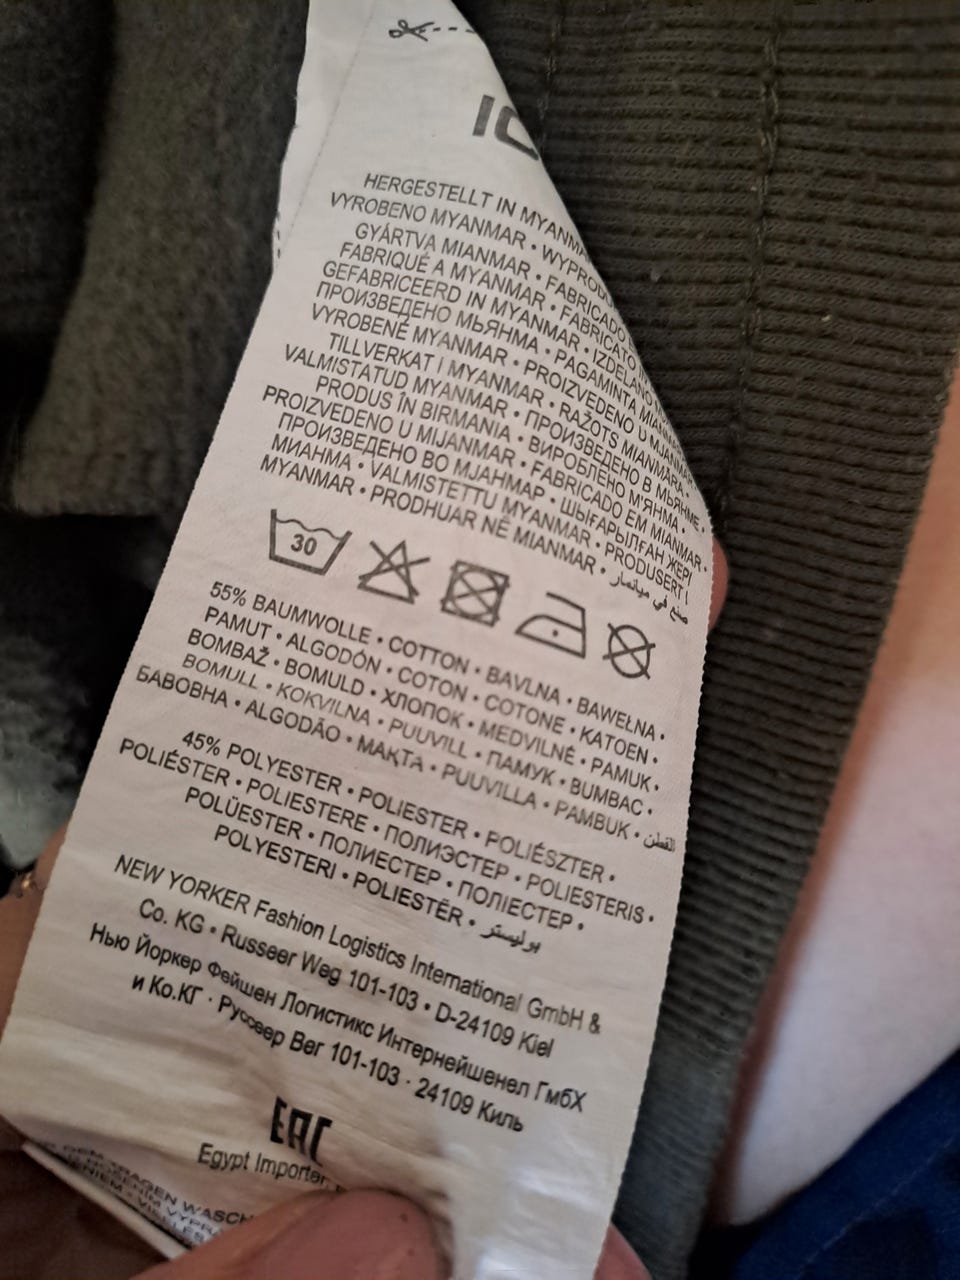 IC
HERGESTELLT IN MYANMAR
VYROBENO MYANMAR •
GYÁRTVA MIANMAR • FABRICADO
FABRIQUÉ A MYANMAR • FABRICATO
GEFABRICEERD IN MYANMAR • IZDELANO
ПРОИЗВЕДЕНО МЬЯНМА • PAGAMINTA
VYROBENÉ MYANMAR • PROIZVEDENO U MJANMAR
TILLVERKAT I MYANMAR • RAŽOTS MIANMĀRA •
VALMISTATUD MYANMAR • ПРОИЗВЕДЕНО В МЬЯНМЕ •
PRODUS ÎN BIRMANIA • ВИРОБЛЕНО М'ЯНМА •
PROIZVEDENO U MIJANMAR • FABRICADO EM MIANMAR •
ПРОИЗВЕДЕНО ВО МЈАНМАР • ШЫҒАРЫЛҒАН ЖЕРІ
МИАНМА • VALMISTETTU MYANMAR • PRODUSERT I
MYANMAR • PRODHUAR NË MIANMAR • صنع في ميانمار
30
55% BAUMWOLLE • COTTON • BAVLNA • BAWEŁNA •
PAMUT • ALGODÓN • COTON • COTONE • KATOEN •
BOMBAŽ • BOMULD • ХЛОПОК • MEDVILNĖ • PAMUK •
BOMULL • KOKVILNA • PUUVILL • ПАМУК • BUMBAC •
БАВОВНА • ALGODÃO • МАҚТА • PUUVILLA • PAMBUK • القطن
45% POLYESTER • POLIESTER • POLIÉSZTER •
POLIÉSTER • POLIESTERE • ПОЛИЭСТЕР • POLIESTERIS •
POLÜESTER • ПОЛИЕСТЕР • ПОЛІЕСТЕР •
POLYESTERI • POLIESTËR • بوليستر
NEW YORKER Fashion Logistics International GmbH &
Co. KG • Russeer Weg 101-103 • D-24109 Kiel
Нью Йоркер Фейшен Логистикс Интернейшенел ГмбХ
и Ко.КГ · Руссеер Вег 101-103 · 24109 Киль
EAC
Egypt Importer
WASCH